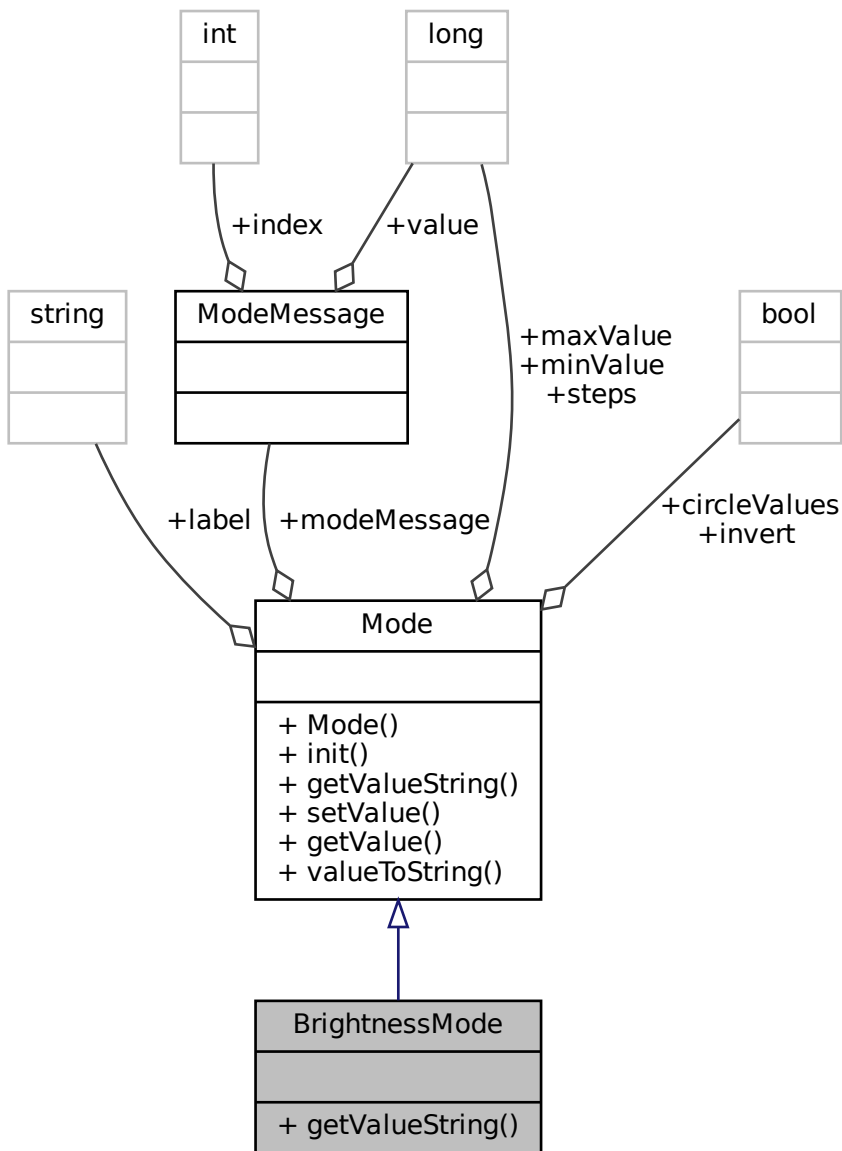 int
long
+index
+value
string
ModeMessage
bool
+maxValue
+minValue
+steps
+circleValues
+invert
+label
+modeMessage
Mode
+ Mode()
+ init()
+ getValueString()
+ setValue()
+ getValue()
+ valueToString()
BrightnessMode
+ getValueString()